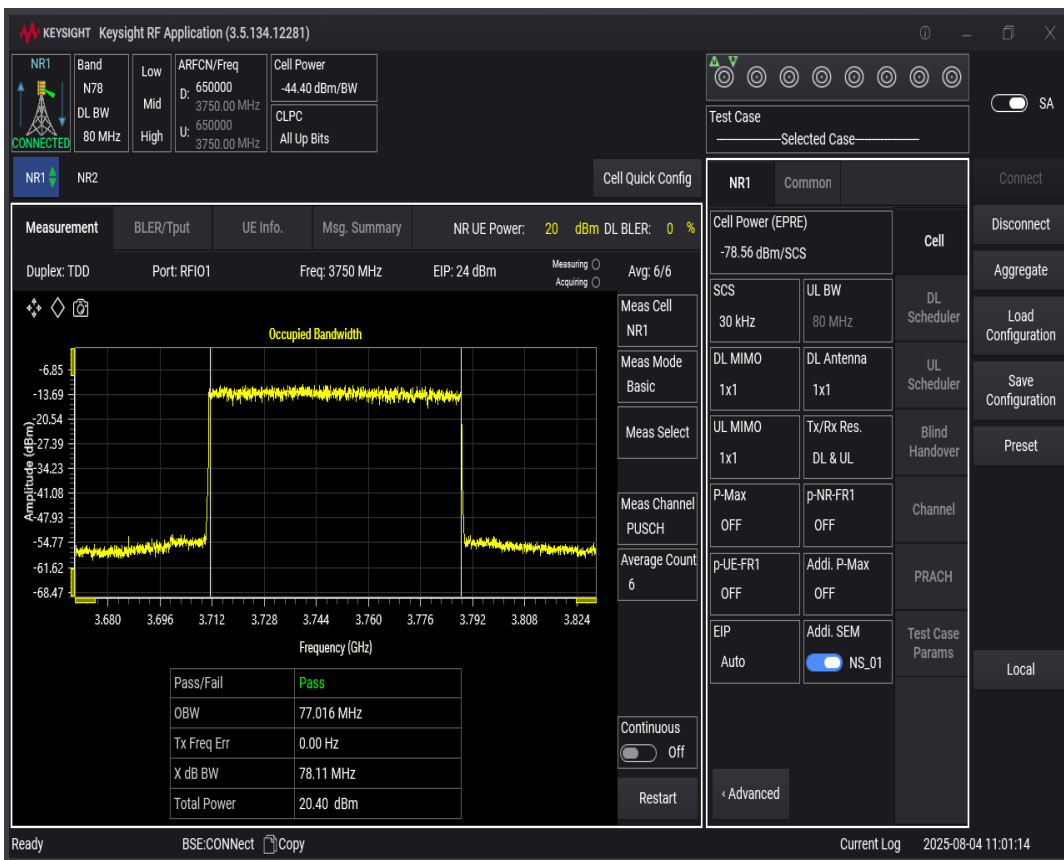 KEYSIGHT Keysight RF Application (3.5.134.12281)
NR1
CONNECTED
Band
N78
DL BW
80 MHz
Low
Mid
High
ARFCN/Freq
D: 650000
3750.00 MHz
U: 650000
3750.00 MHz
Cell Power
-44.40 dBm/BW
CLPC
All Up Bits
Test Case
Selected Case
SA
NR1 NR2 Cell Quick Config
Measurement BLER/Tput UE Info. Msg. Summary NR UE Power: 20 dBm DL BLER: 0 %
Duplex: TDD Port: RFIO1 Freq: 3750 MHz EIP: 24 dBm Measuring Acquiring Avg: 6/6
Occupied Bandwidth
Amplitude (dBm)
-6.85
-13.69
-20.54
-27.39
-34.23
-41.08
-47.93
-54.77
-61.62
-68.47
3.680 3.696 3.712 3.728 3.744 3.760 3.776 3.792 3.808 3.824
Frequency (GHz)
Pass/Fail Pass
OBW 77.016 MHz
Tx Freq Err 0.00 Hz
X dB BW 78.11 MHz
Total Power 20.40 dBm
Meas Cell
NR1
Meas Mode
Basic
Meas Select
Meas Channel
PUSCH
Average Count
6
Continuous
Off
Restart
NR1 Common
Cell Power (EPRE)
-78.56 dBm/SCS
SCS
30 kHz
UL BW
80 MHz
DL MIMO
1x1
DL Antenna
1x1
UL MIMO
1x1
Tx/Rx Res.
DL & UL
P-Max
OFF
p-NR-FR1
OFF
p-UE-FR1
OFF
Addi. P-Max
OFF
EIP
Auto
Addi. SEM
NS_01
‹ Advanced
Cell
DL
Scheduler
UL
Scheduler
Blind
Handover
Channel
PRACH
Test Case
Params
Connect
Disconnect
Aggregate
Load
Configuration
Save
Configuration
Preset
Local
Ready BSE:CONNect Copy Current Log 2025-08-04 11:01:14